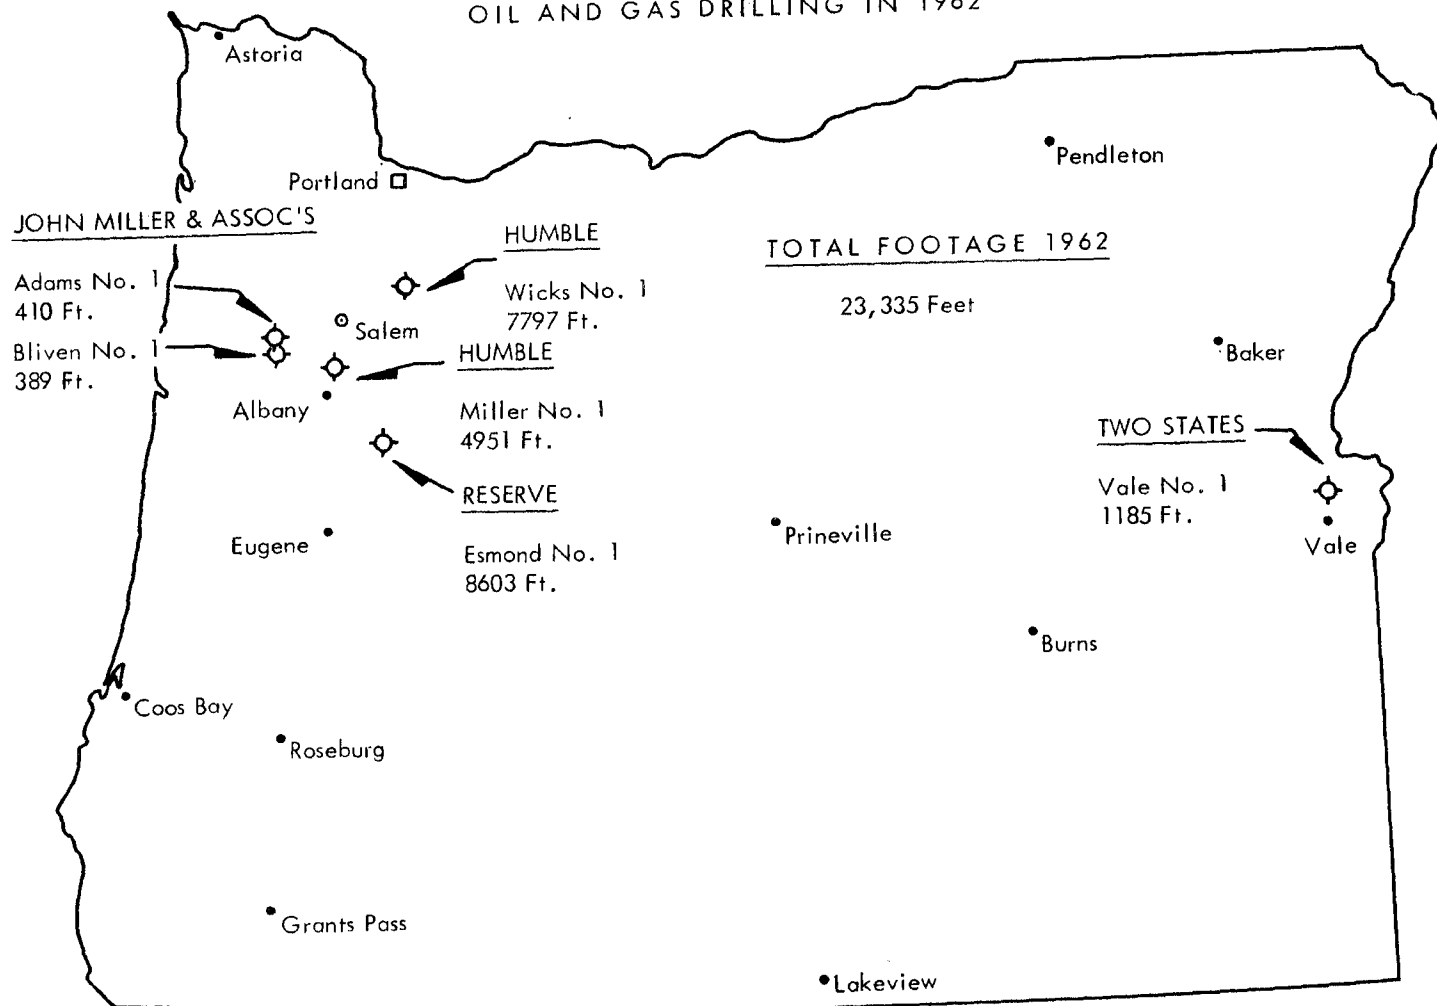 OIL AND GAS DRILLING IN 1962
Astoria
Pendleton
Portland
JOHN MILLER & ASSOC'S
HUMBLE
TOTAL FOOTAGE 1962
Adams No. 1
410 Ft.
Wicks No. 1
7797 Ft.
23,335 Feet
Salem
Bliven No. 1
389 Ft.
HUMBLE
Baker
Albany
Miller No. 1
4951 Ft.
TWO STATES
RESERVE
Vale No. 1
1185 Ft.
Eugene
Prineville
Vale
Esmond No. 1
8603 Ft.
Burns
Coos Bay
Roseburg
Grants Pass
Lakeview